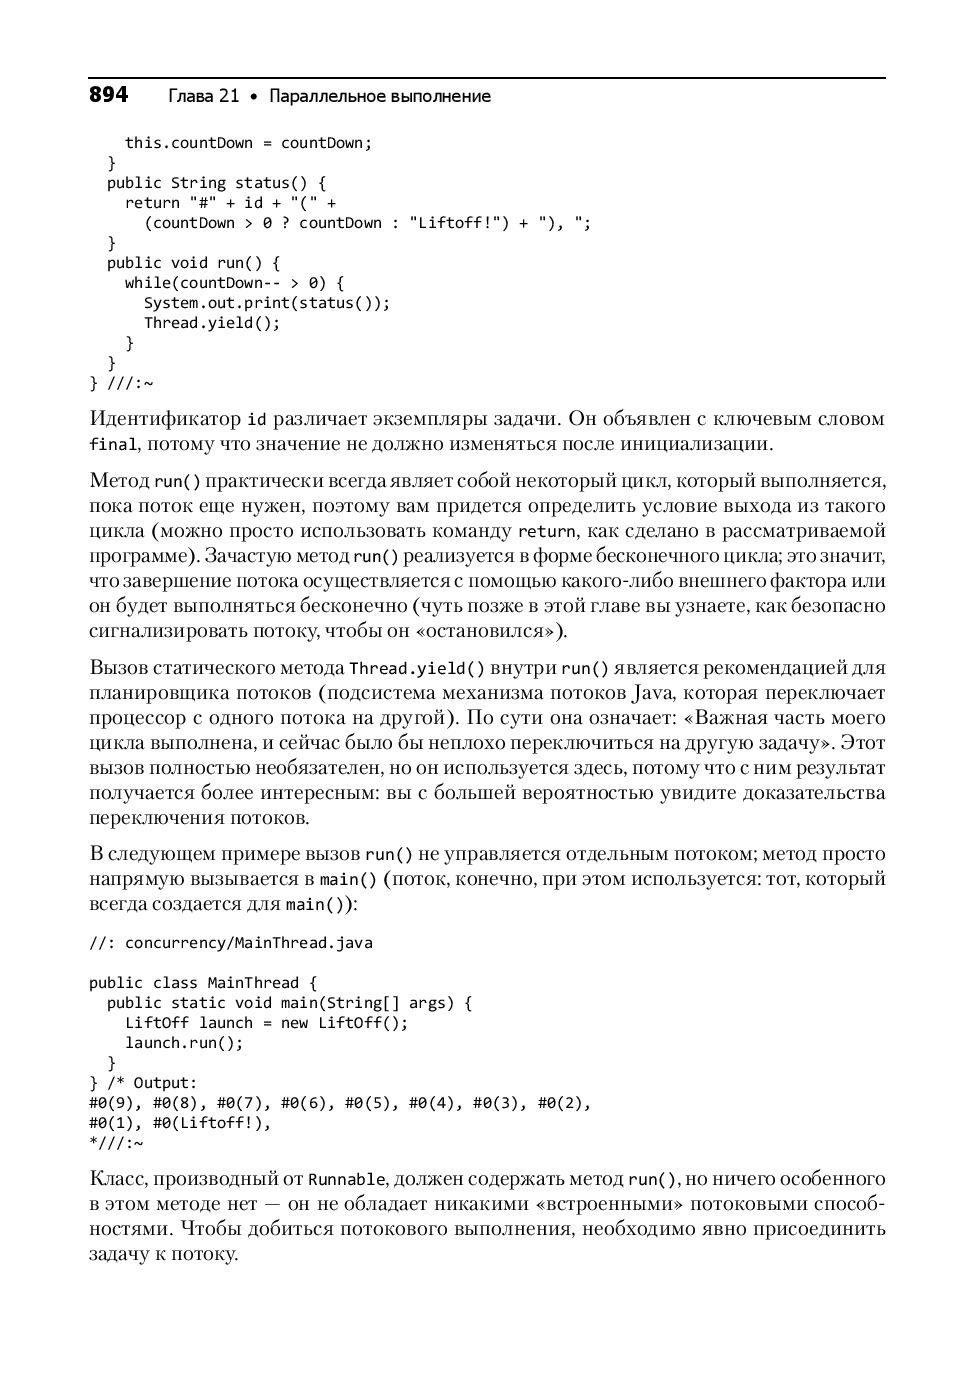 894 Глава 21 • Параллельное выполнение
this.countDown = countDown;
}
public String status() {
return "#" + id + "(" +
(countDown > 0 ? countDown : "Liftoff!") + "), ";
}
public void run() {
while(countDown-- > 0) {
System.out.print(status());
Thread.yield();
}
}
} ///:~
Идентификатор id различает экземпляры задачи. Он объявлен с ключевым словом
final, потому что значение не должно изменяться после инициализации.
Метод run() практически всегда являет собой некоторый цикл, который выполняется,
пока поток еще нужен, поэтому вам придется определить условие выхода из такого
цикла (можно просто использовать команду return, как сделано в рассматриваемой
программе). Зачастую метод run() реализуется в форме бесконечного цикла; это значит,
что завершение потока осуществляется с помощью какого-либо внешнего фактора или
он будет выполняться бесконечно (чуть позже в этой главе вы узнаете, как безопасно
сигнализировать потоку, чтобы он «остановился»).
Вызов статического метода Thread.yield() внутри run() является рекомендацией для
планировщика потоков (подсистема механизма потоков Java, которая переключает
процессор с одного потока на другой). По сути она означает: «Важная часть моего
цикла выполнена, и сейчас было бы неплохо переключиться на другую задачу». Этот
вызов полностью необязателен, но он используется здесь, потому что с ним результат
получается более интересным: вы с большей вероятностью увидите доказательства
переключения потоков.
В следующем примере вызов run() не управляется отдельным потоком; метод просто
напрямую вызывается в main() (поток, конечно, при этом используется: тот, который
всегда создается для main()):
//: concurrency/MainThread.java
public class MainThread {
public static void main(String[] args) {
LiftOff launch = new LiftOff();
launch.run();
}
} /* Output:
#0(9), #0(8), #0(7), #0(6), #0(5), #0(4), #0(3), #0(2),
#0(1), #0(Liftoff!),
*///:~
Класс, производный от Runnable, должен содержать метод run(), но ничего особенного
в этом методе нет — он не обладает никакими «встроенными» потоковыми способ-
ностями. Чтобы добиться потокового выполнения, необходимо явно присоединить
задачу к потоку.